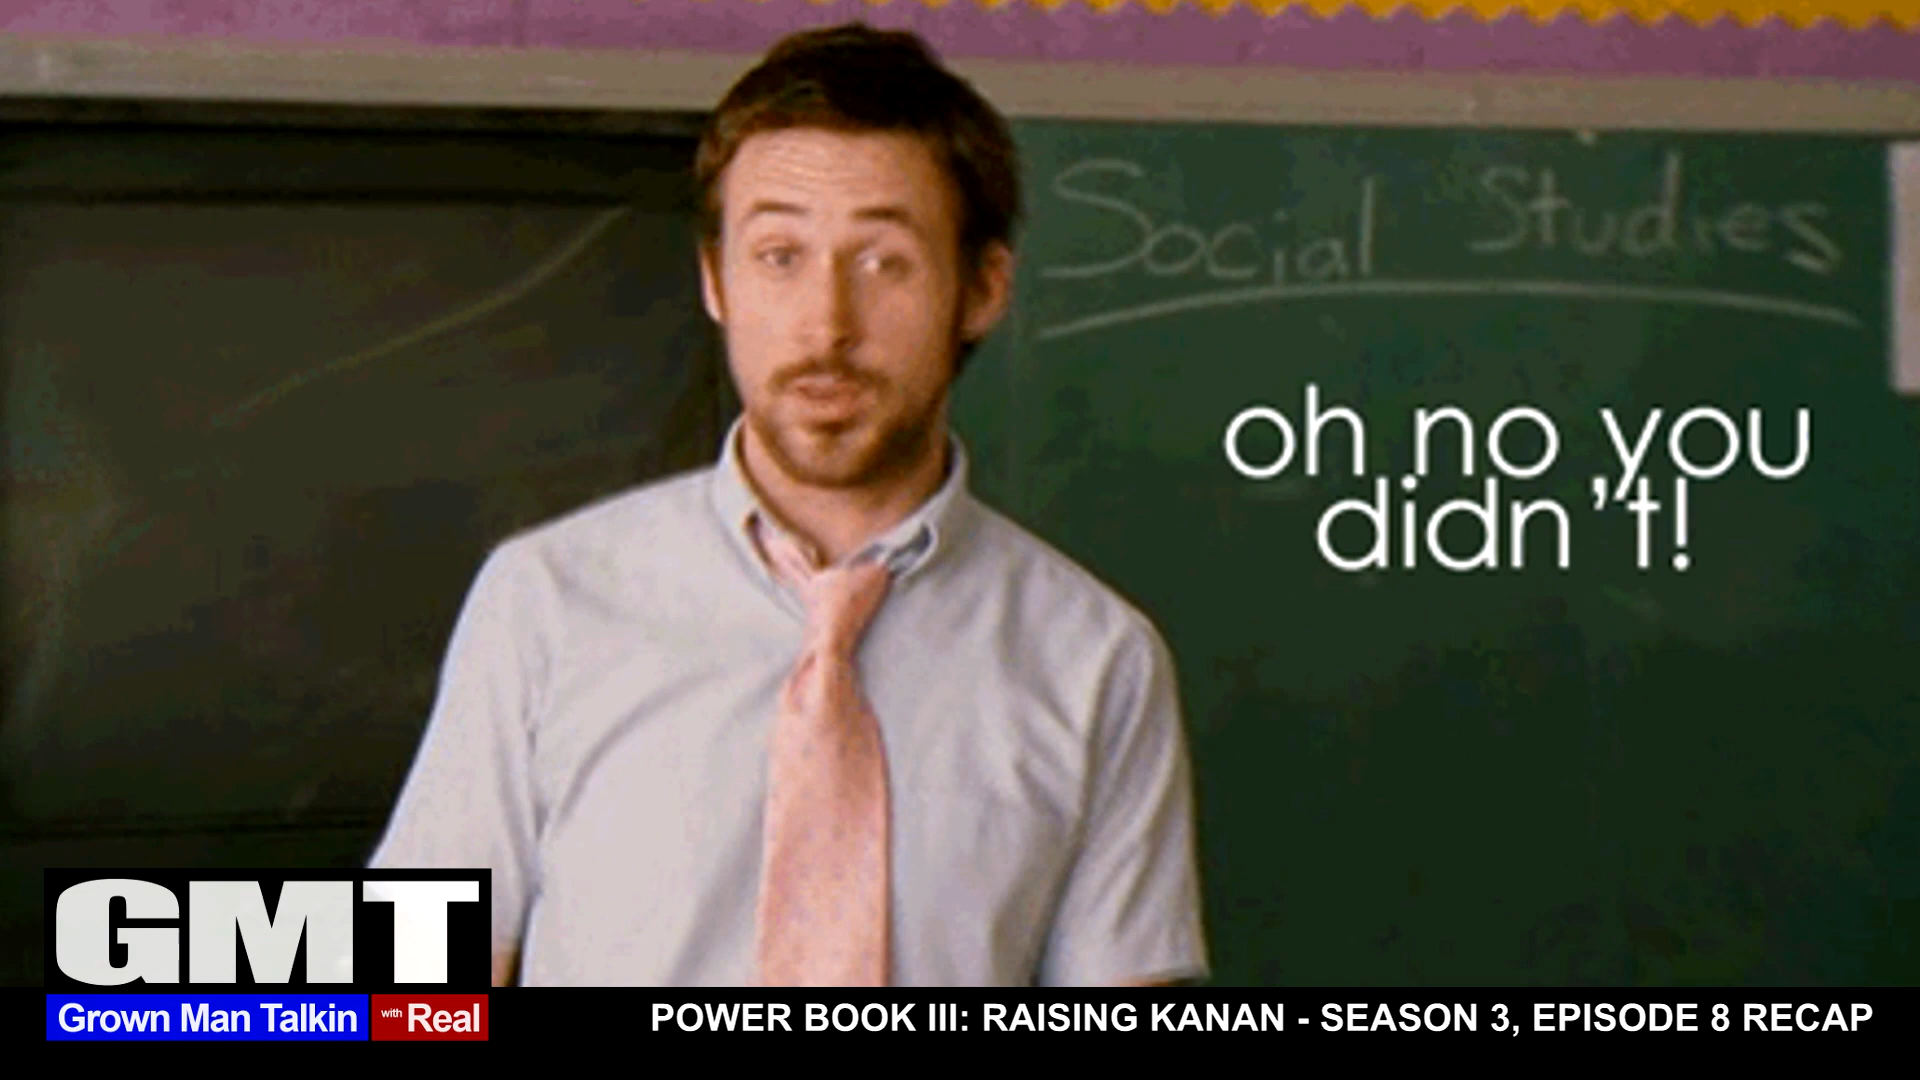 Social Studies
oh no you
didn't!
GMT
Grown Man Talkin with Real
POWER BOOK III: RAISING KANAN - SEASON 3, EPISODE 8 RECAP